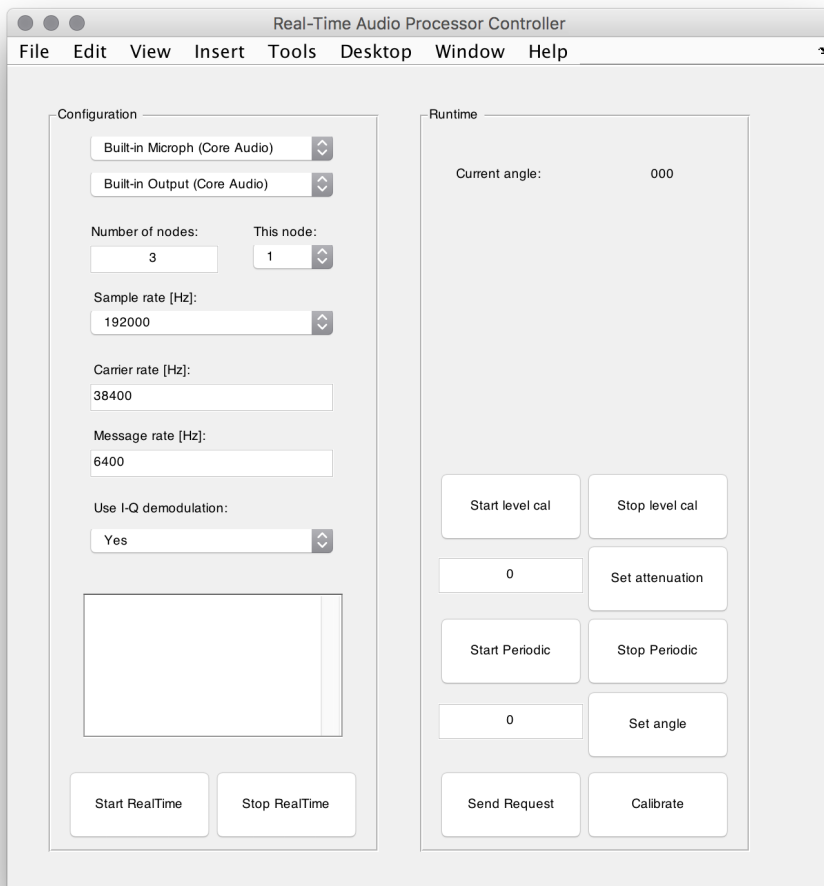 Real-Time Audio Processor Controller
File Edit View Insert Tools Desktop Window Help
Configuration
Built-in Microph (Core Audio)
Built-in Output (Core Audio)
Number of nodes: This node:
3 1
Sample rate [Hz]:
192000
Carrier rate [Hz]:
38400
Message rate [Hz]:
6400
Use I-Q demodulation:
Yes
Start RealTime Stop RealTime
Runtime
Current angle: 000
Start level cal Stop level cal
0 Set attenuation
Start Periodic Stop Periodic
0 Set angle
Send Request Calibrate